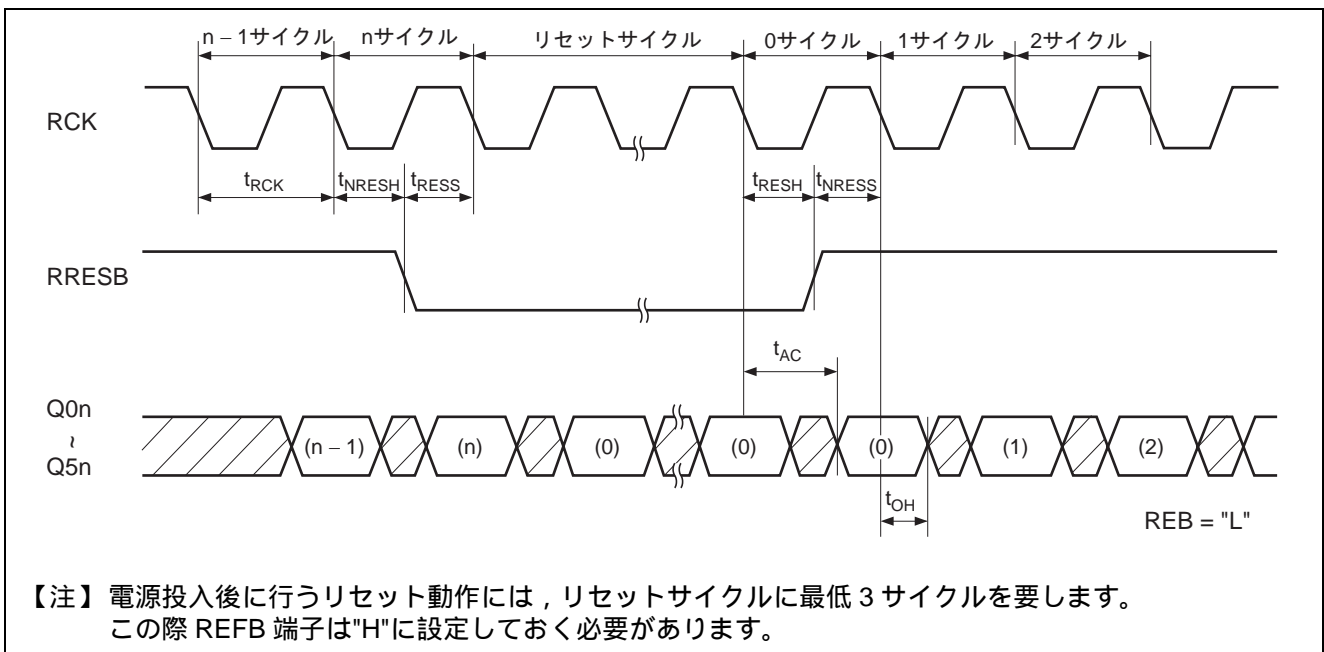 n – 1サイクル nサイクル リセットサイクル 0サイクル 1サイクル 2サイクル
RCK
tRCK tNRESH tRESS tRESH tNRESS
RRESB
tAC
Q0n
~
Q5n
(n – 1) (n) (0) (0) (0) (1) (2)
tOH
REB = "L"
【注】電源投入後に行うリセット動作には,リセットサイクルに最低 3 サイクルを要します。
この際 REFB 端子は"H"に設定しておく必要があります。